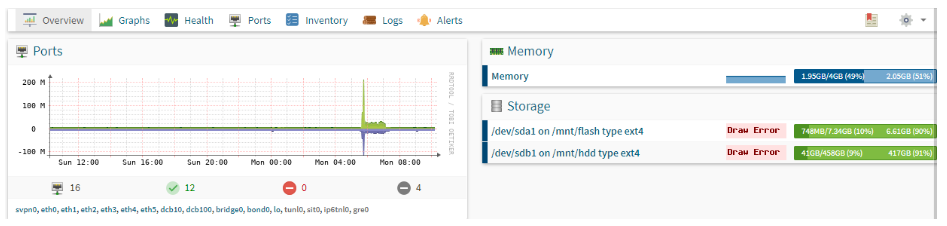 Overview Graphs Health Ports Inventory Logs Alerts
Ports
200 M
100 M
0
-100 M
Sun 12:00 Sun 16:00 Sun 20:00 Mon 00:00 Mon 04:00 Mon 08:00
RRDTOOL / TOBI OETIKER
16 12 0 4
svpn0, eth0, eth1, eth2, eth3, eth4, eth5, dcb10, dcb100, bridge0, bond0, lo, tunl0, sit0, ip6tnl0, gre0
Memory
Memory 1.95GB/4GB (49%) 2.05GB (51%)
Storage
/dev/sda1 on /mnt/flash type ext4 Draw Error 748MB/7.34GB (10%) 6.61GB (90%)
/dev/sdb1 on /mnt/hdd type ext4 Draw Error 41GB/458GB (9%) 417GB (91%)